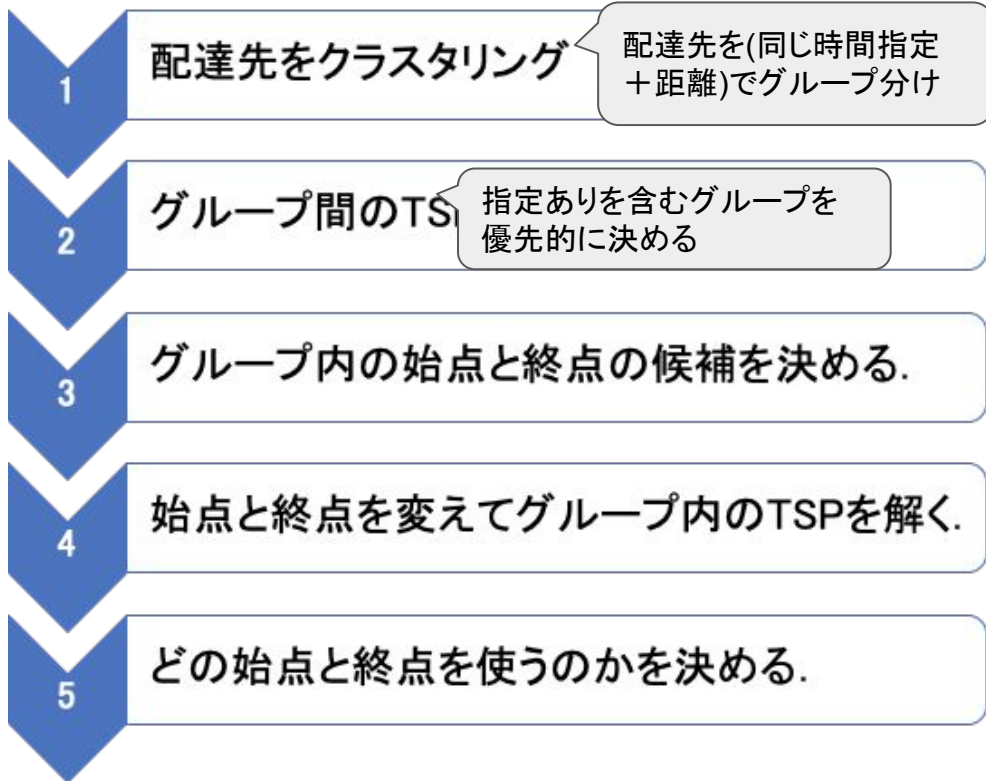 1
配達先をクラスタリング
配達先を(同じ時間指定
＋距離)でグループ分け
2
グループ間のTS
指定ありを含むグループを
優先的に決める
3
グループ内の始点と終点の候補を決める.
4
始点と終点を変えてグループ内のTSPを解く.
5
どの始点と終点を使うのかを決める.